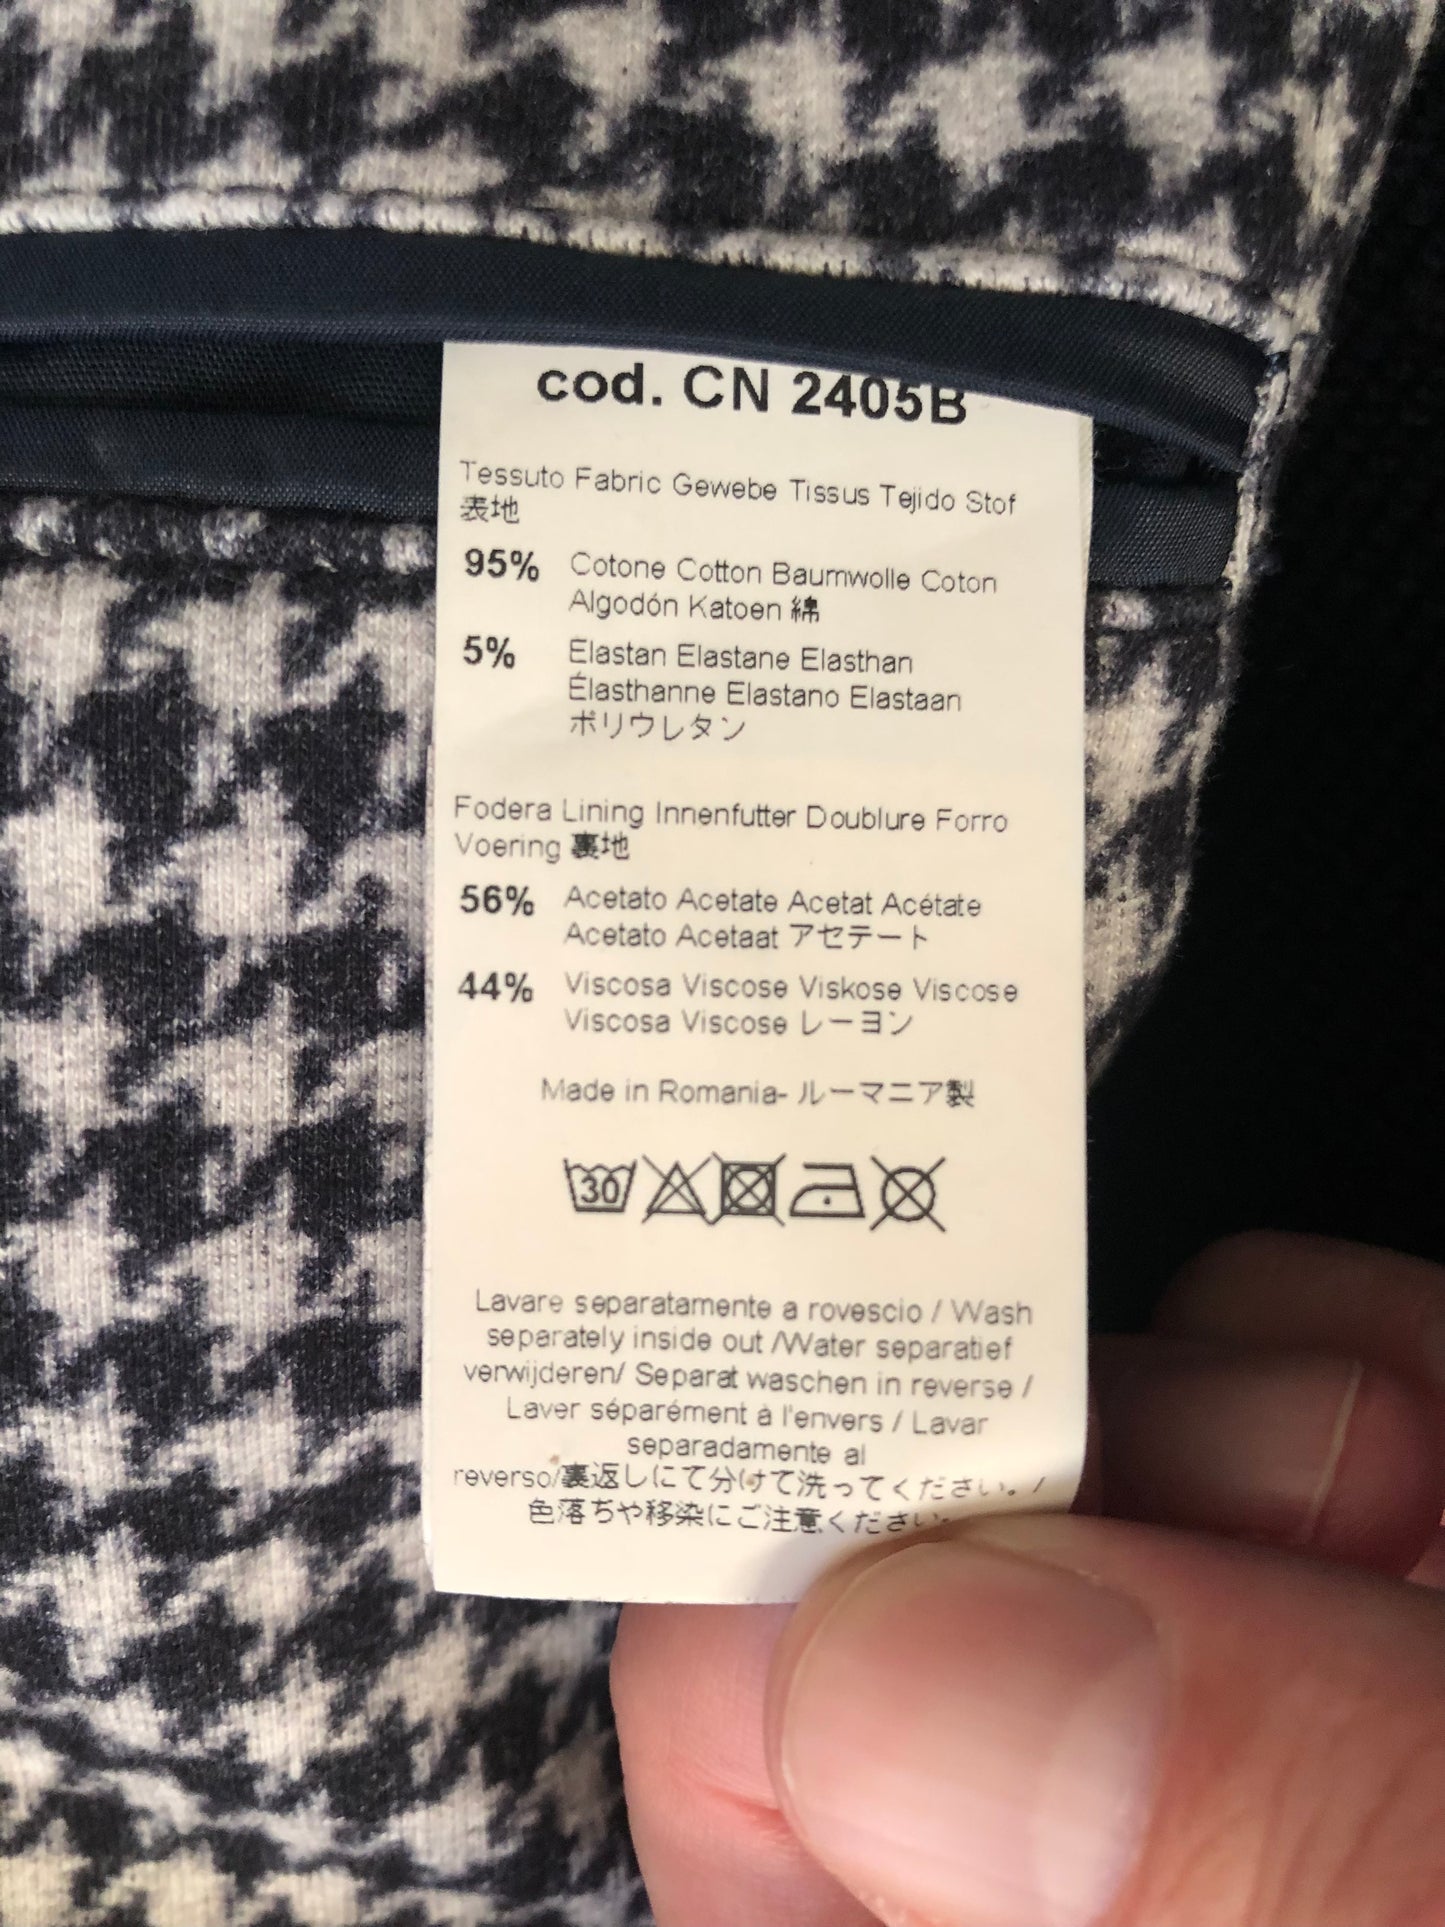 cod. CN 2405B
Tessuto Fabric Gewebe Tissus Tejido Stof
表地
95% Cotone Cotton Baumwolle Coton
Algodón Katoen 綿
5% Elastan Elastane Elasthan
Élasthanne Elastano Elastaan
ポリウレタン
Fodera Lining Innenfutter Doublure Forro
Voering 裏地
56% Acetato Acetate Acetat Acétate
Acetato Acetaat アセテート
44% Viscosa Viscose Viskose Viscose
Viscosa Viscose レーヨン
Made in Romania- ルーマニア製
30
Lavare separatamente a rovescio / Wash
separately inside out /Water separatief
verwijderen/ Separat waschen in reverse /
Laver séparément à l'envers / Lavar
separadamente al
reverso/裏返しにて分けて洗ってください。/
色落ちや移染にご注意ください。